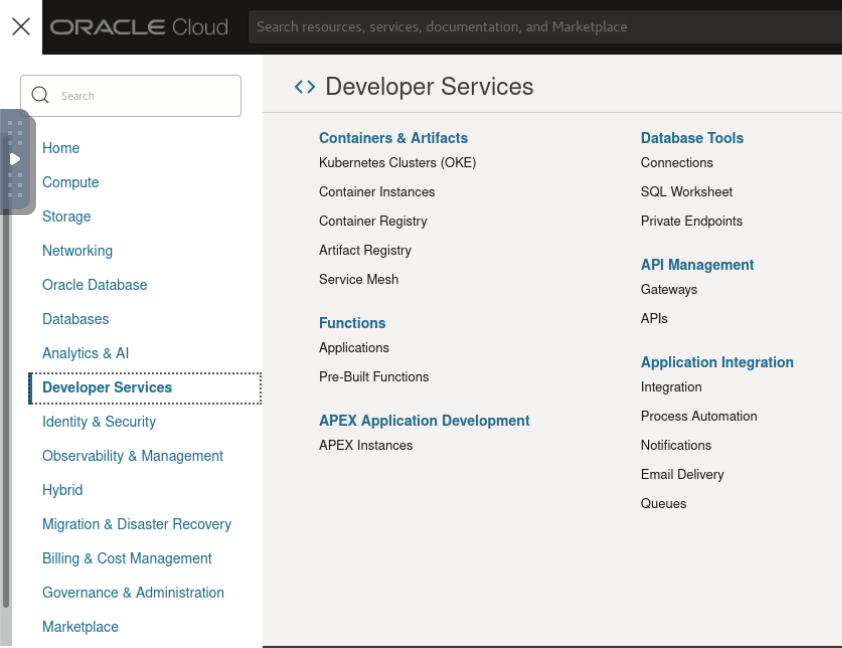 ORACLE Cloud
Search resources, services, documentation, and Marketplace
Search
Home
Compute
Storage
Networking
Oracle Database
Databases
Analytics & AI
Developer Services
Identity & Security
Observability & Management
Hybrid
Migration & Disaster Recovery
Billing & Cost Management
Governance & Administration
Marketplace
Developer Services
Containers & Artifacts
Kubernetes Clusters (OKE)
Container Instances
Container Registry
Artifact Registry
Service Mesh
Functions
Applications
Pre-Built Functions
APEX Application Development
APEX Instances
Database Tools
Connections
SQL Worksheet
Private Endpoints
API Management
Gateways
APIs
Application Integration
Integration
Process Automation
Notifications
Email Delivery
Queues